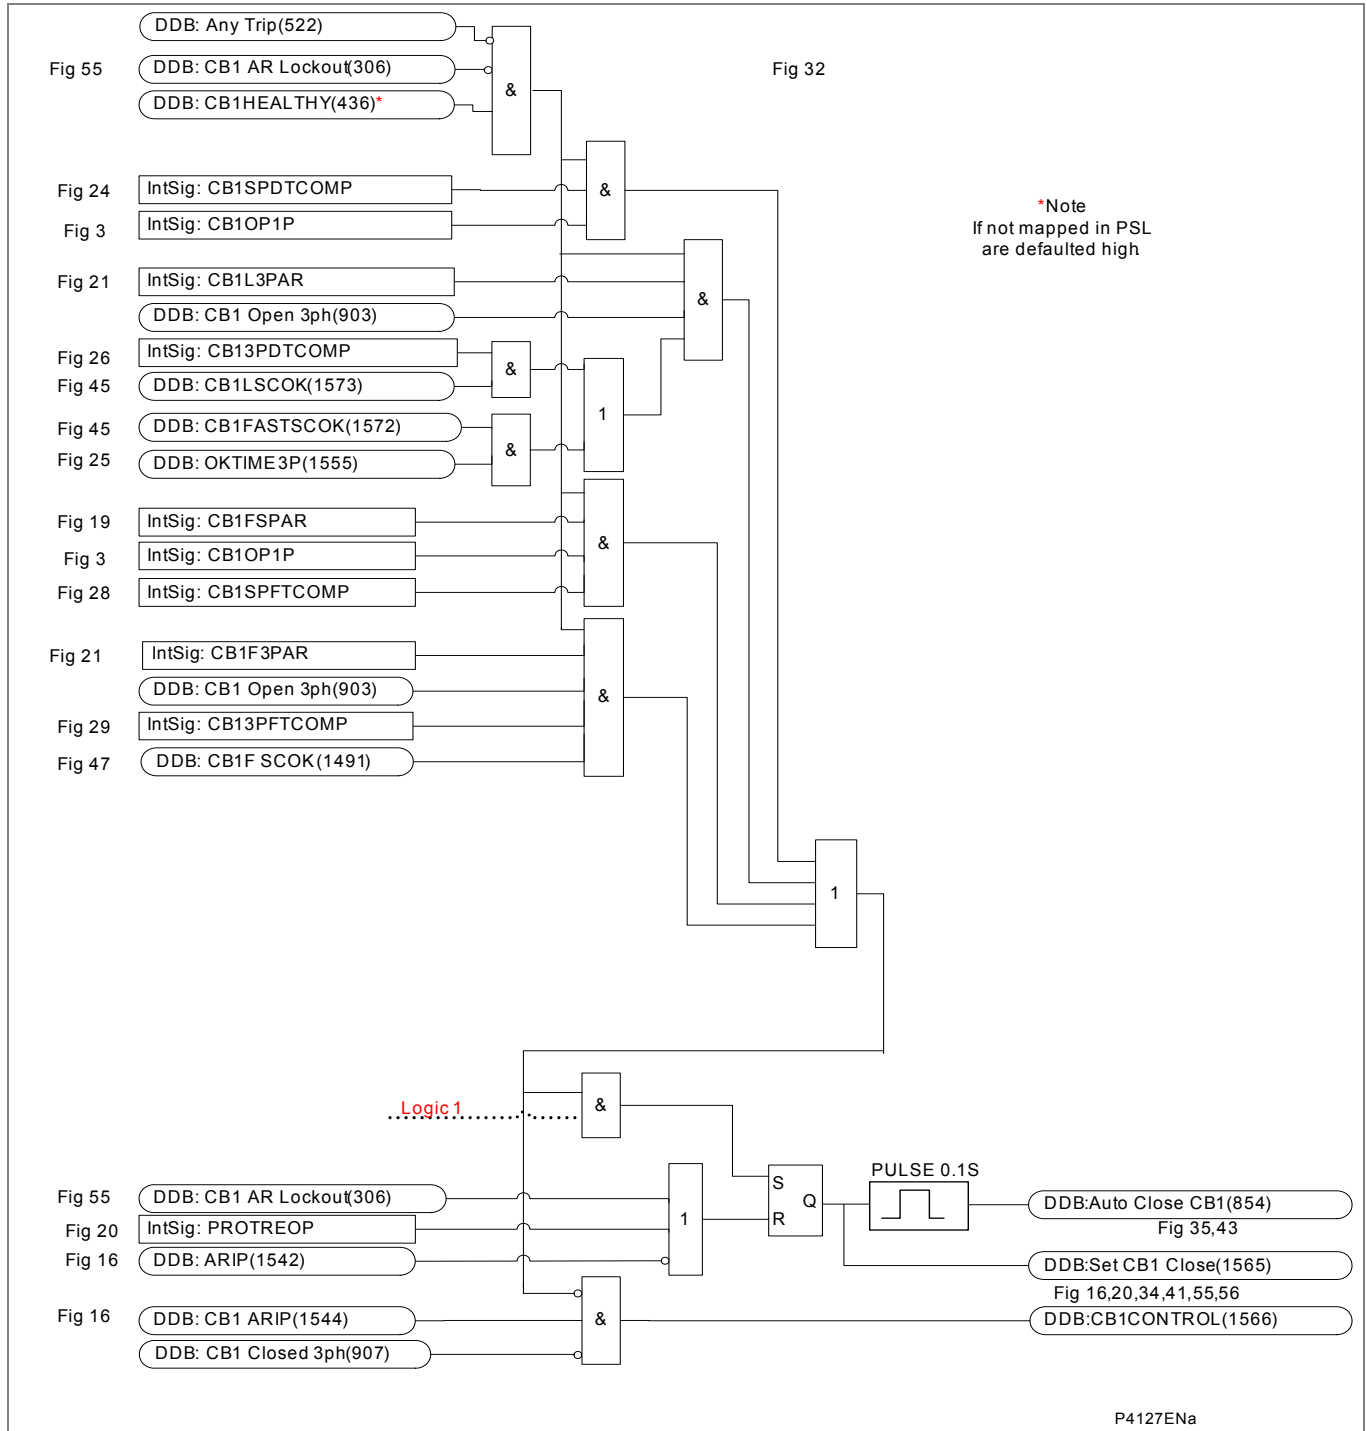 DDB: Any Trip(522)
Fig 55
DDB: CB1 AR Lockout(306)
Fig 32
DDB: CB1HEALTHY(436)*
&
Fig 24
IntSig: CB1SPDTCOMP
&
Fig 3
IntSig: CB1OP1P
*Note
If not mapped in PSL
are defaulted high.
Fig 21
IntSig: CB1L3PAR
&
DDB: CB1 Open 3ph(903)
Fig 26
IntSig: CB13PDTCOMP
&
Fig 45
DDB: CB1LSCOK(1573)
1
Fig 45
DDB: CB1FASTSCOK(1572)
&
Fig 25
DDB: OKTIME3P(1555)
Fig 19
IntSig: CB1FSPAR
&
Fig 3
IntSig: CB1OP1P
Fig 28
IntSig: CB1SPFTCOMP
Fig 21
IntSig: CB1F3PAR
DDB: CB1 Open 3ph(903)
&
Fig 29
IntSig: CB13PFTCOMP
Fig 47
DDB: CB1F SCOK(1491)
1
Logic 1
&
PULSE 0.1S
S
Q
R
Fig 55
DDB: CB1 AR Lockout(306)
1
DDB:Auto Close CB1(854)
Fig 35,43
Fig 20
IntSig: PROTREOP
Fig 16
DDB: ARIP(1542)
DDB:Set CB1 Close(1565)
Fig 16,20,34,41,55,56
Fig 16
DDB: CB1 ARIP(1544)
&
DDB:CB1CONTROL(1566)
DDB: CB1 Closed 3ph(907)
P4127ENa